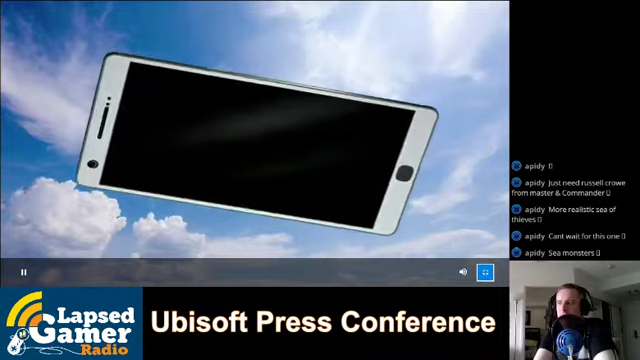 apidy
apidy Just need russell crowe
from master & Commander
apidy More realistic sea of
thieves
apidy Cant wait for this one
apidy Sea monsters
Lapsed
Gamer
Radio
Ubisoft Press Conference